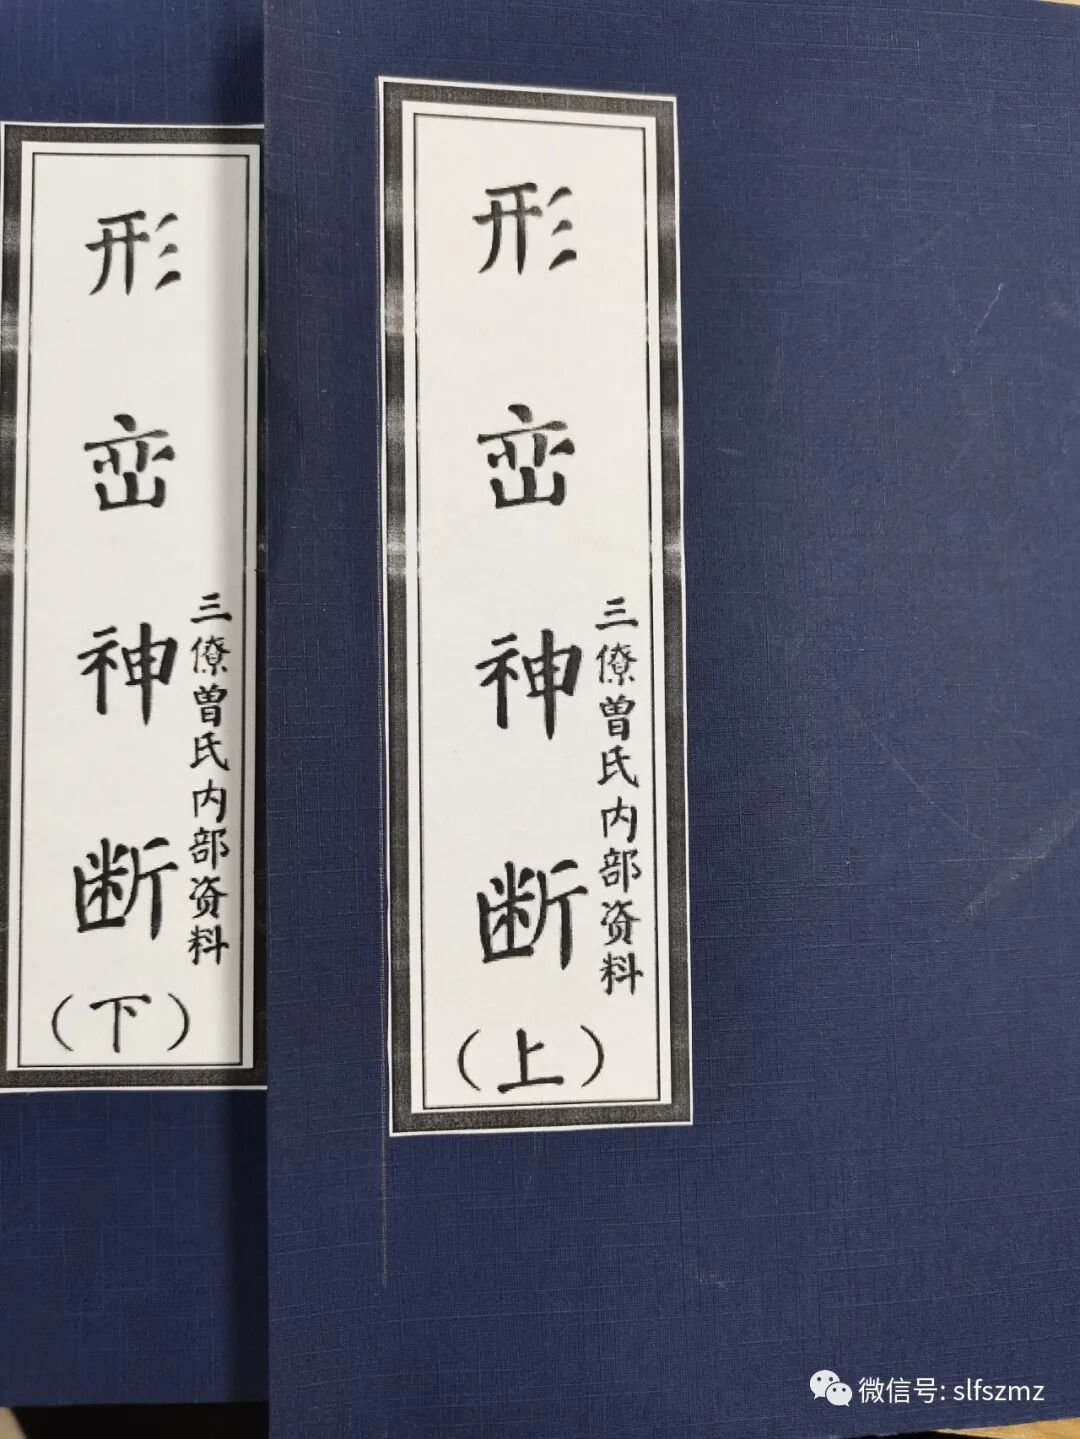 形峦神断
三僚曾氏内部资料
（下）
形峦神断
三僚曾氏内部资料
（上）
微信号: slfszmz